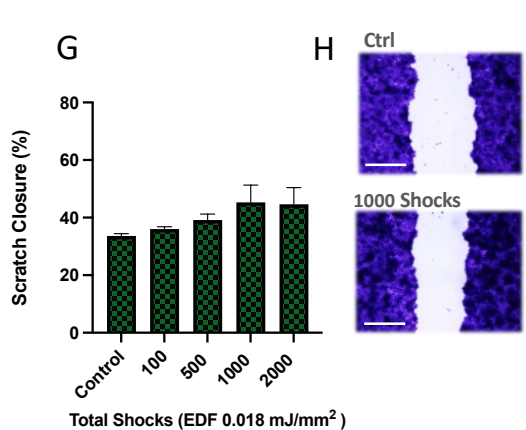 G
H
Ctrl
1000 Shocks
Scratch Closure (%)
80
60
40
20
0
Control
100
500
1000
2000
Total Shocks (EDF 0.018 mJ/mm² )